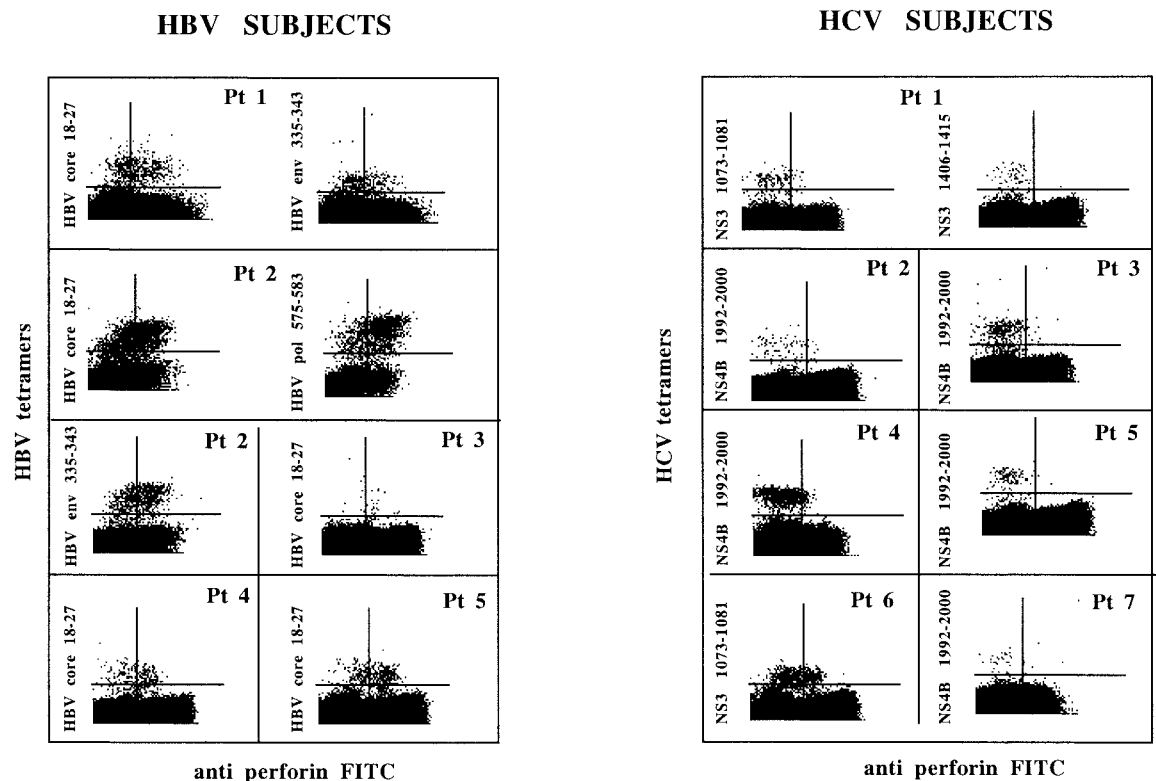 HBV SUBJECTS
HBV tetramers
Pt 1
HBV core 18-27
HBV env 335-343
Pt 2
HBV core 18-27
HBV pol 575-583
Pt 2
HBV env 335-343
Pt 3
HBV core 18-27
Pt 4
HBV core 18-27
Pt 5
HBV core 18-27
anti perforin FITC
HCV SUBJECTS
HCV tetramers
Pt 1
NS3 1073-1081
NS3 1406-1415
Pt 2
NS4B 1992-2000
Pt 3
NS4B 1992-2000
Pt 4
NS4B 1992-2000
Pt 5
NS4B 1992-2000
Pt 6
NS3 1073-1081
Pt 7
NS4B 1992-2000
anti perforin FITC